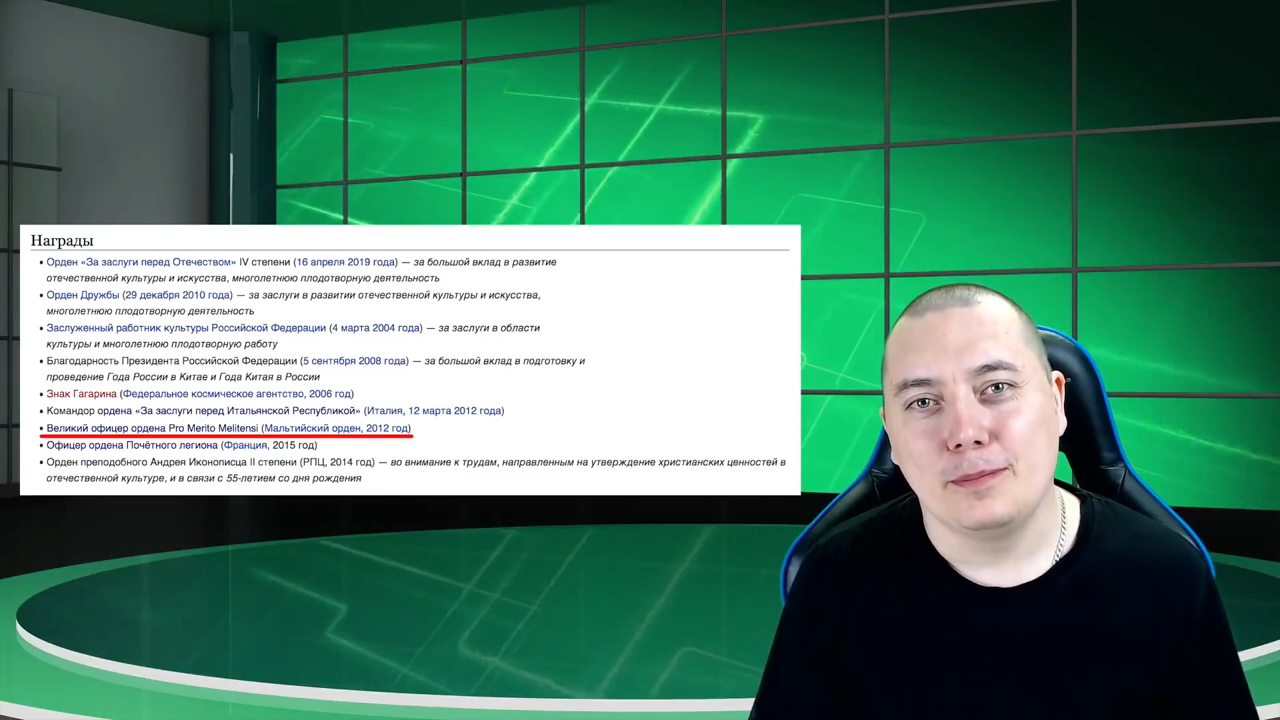 Награды
Орден «За заслуги перед Отечеством» IV степени (16 апреля 2019 года) — за большой вклад в развитие
отечественной культуры и искусства, многолетнюю плодотворную деятельность
Орден Дружбы (29 декабря 2010 года) — за заслуги в развитии отечественной культуры и искусства,
многолетнюю плодотворную деятельность
Заслуженный работник культуры Российской Федерации (4 марта 2004 года) — за заслуги в области
культуры и многолетнюю плодотворную работу
Благодарность Президента Российской Федерации (5 сентября 2008 года) — за большой вклад в подготовку и
проведение Года России в Китае и Года Китая в России
Знак Гагарина (Федеральное космическое агентство, 2006 год)
Командор ордена «За заслуги перед Итальянской Республикой» (Италия, 12 марта 2012 года)
Великий офицер ордена Pro Merito Melitensi (Мальтийский орден, 2012 год)
Офицер ордена Почётного легиона (Франция, 2015 год)
Орден преподобного Андрея Иконописца II степени (РПЦ, 2014 год) — во внимание к трудам, направленным на утверждение христианских ценностей в
отечественной культуре, и в связи с 55-летием со дня рождения